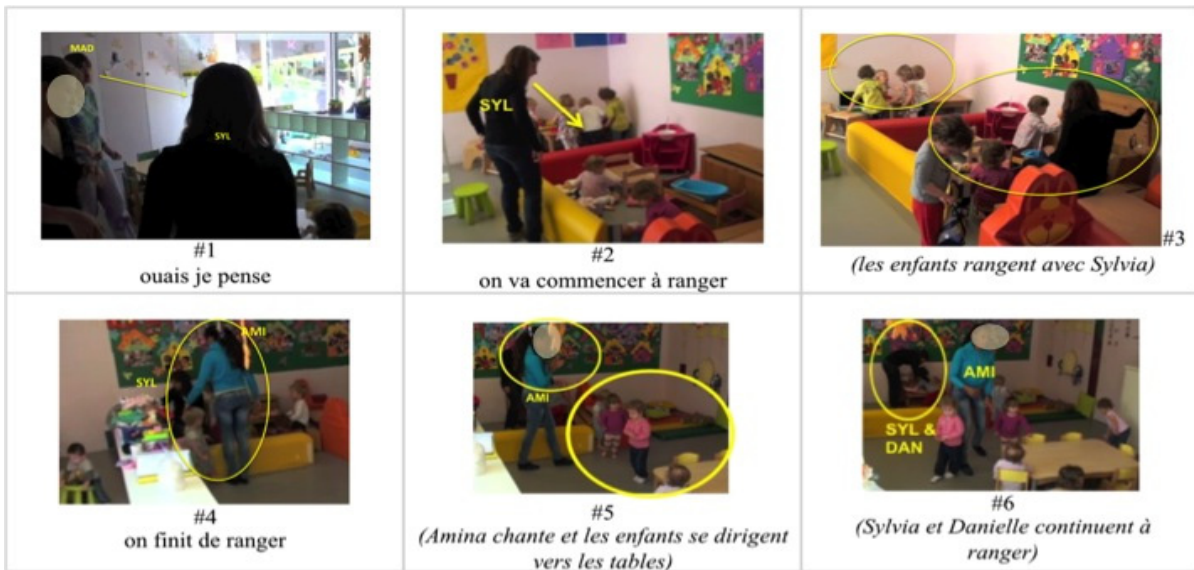 MAD
SYL
#1
ouais je pense
SYL
#2
on va commencer à ranger
#3
(les enfants rangent avec Sylvia)
AMI
SYL
#4
on finit de ranger
AMI
#5
(Amina chante et les enfants se dirigent
vers les tables)
AMI
SYL &
DAN
#6
(Sylvia et Danielle continuent à
ranger)